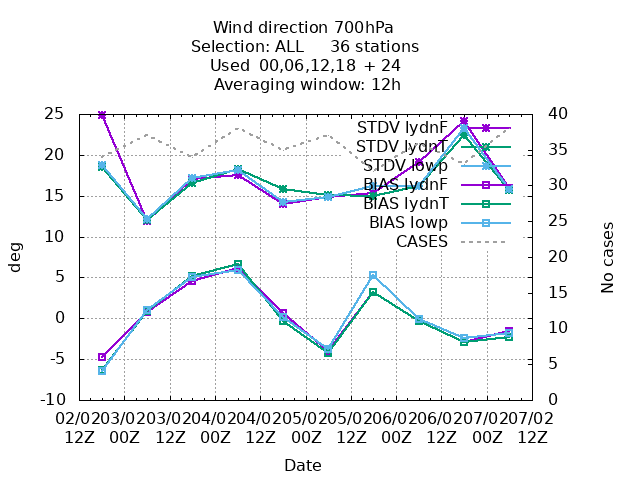 Wind direction 700hPa
Selection: ALL 36 stations
Used 00,06,12,18 + 24
Averaging window: 12h
25
20
15
10
5
0
-5
-10
40
35
30
25
20
15
10
5
0
deg
No cases
STDV lydnF
STDV lydnT
STDV lowp
BIAS lydnF
BIAS lydnT
BIAS lowp
CASES
02/02 03/02 03/02 04/02 04/02 05/02 05/02 06/02 06/02 07/02 07/02
12Z 00Z 12Z 00Z 12Z 00Z 12Z 00Z 12Z 00Z 12Z
Date